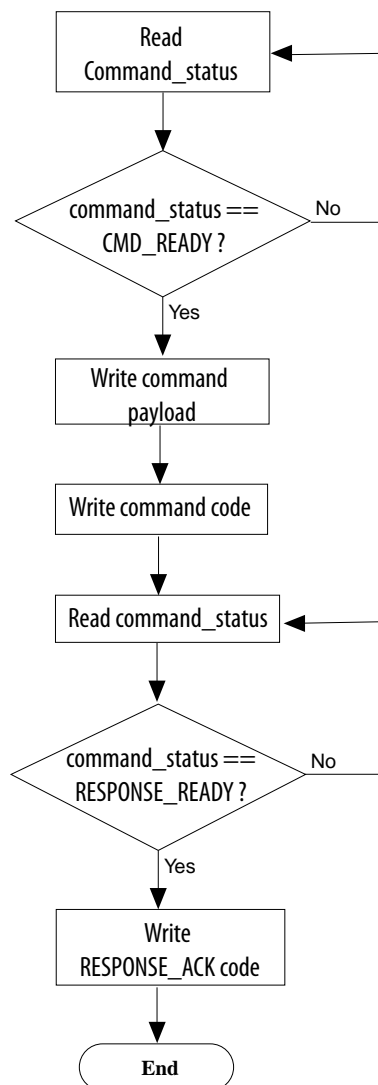 Read
Command_status
command_status ==
CMD_READY ?
No
Yes
Write command
payload
Write command code
Read command_status
command_status ==
RESPONSE_READY ?
No
Yes
Write
RESPONSE_ACK code
End